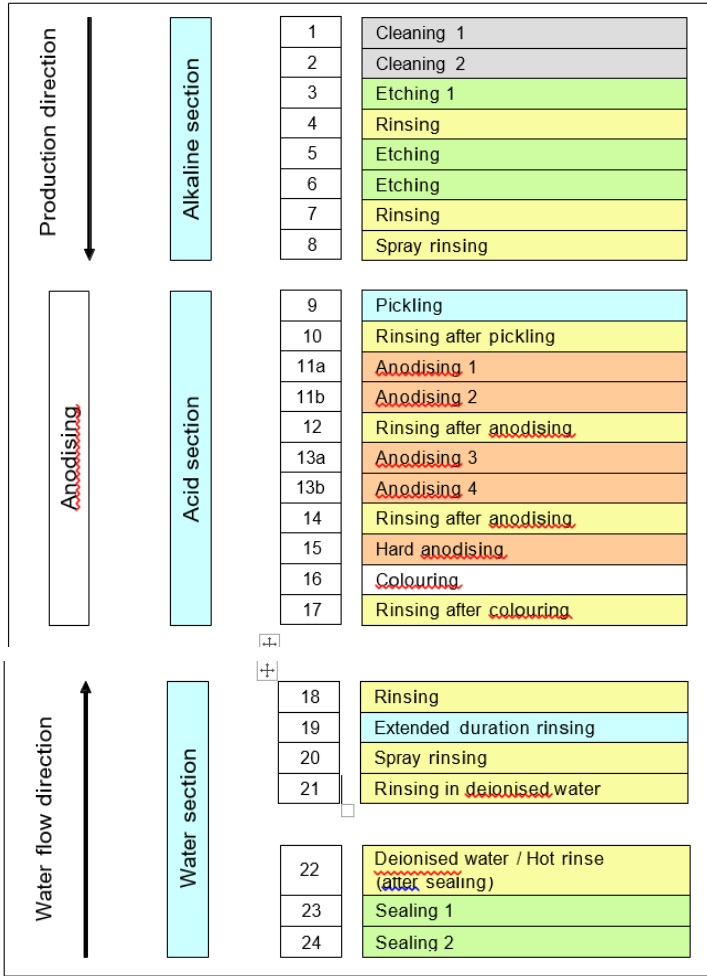 Production direction
Alkaline section
1 Cleaning 1
2 Cleaning 2
3 Etching 1
4 Rinsing
5 Etching
6 Etching
7 Rinsing
8 Spray rinsing
Anodising
Acid section
9 Pickling
10 Rinsing after pickling
11a Anodising 1
11b Anodising 2
12 Rinsing after anodising
13a Anodising 3
13b Anodising 4
14 Rinsing after anodising
15 Hard anodising
16 Colouring
17 Rinsing after colouring
Water flow direction
Water section
18 Rinsing
19 Extended duration rinsing
20 Spray rinsing
21 Rinsing in deionised water
22 Deionised water / Hot rinse
(after sealing)
23 Sealing 1
24 Sealing 2